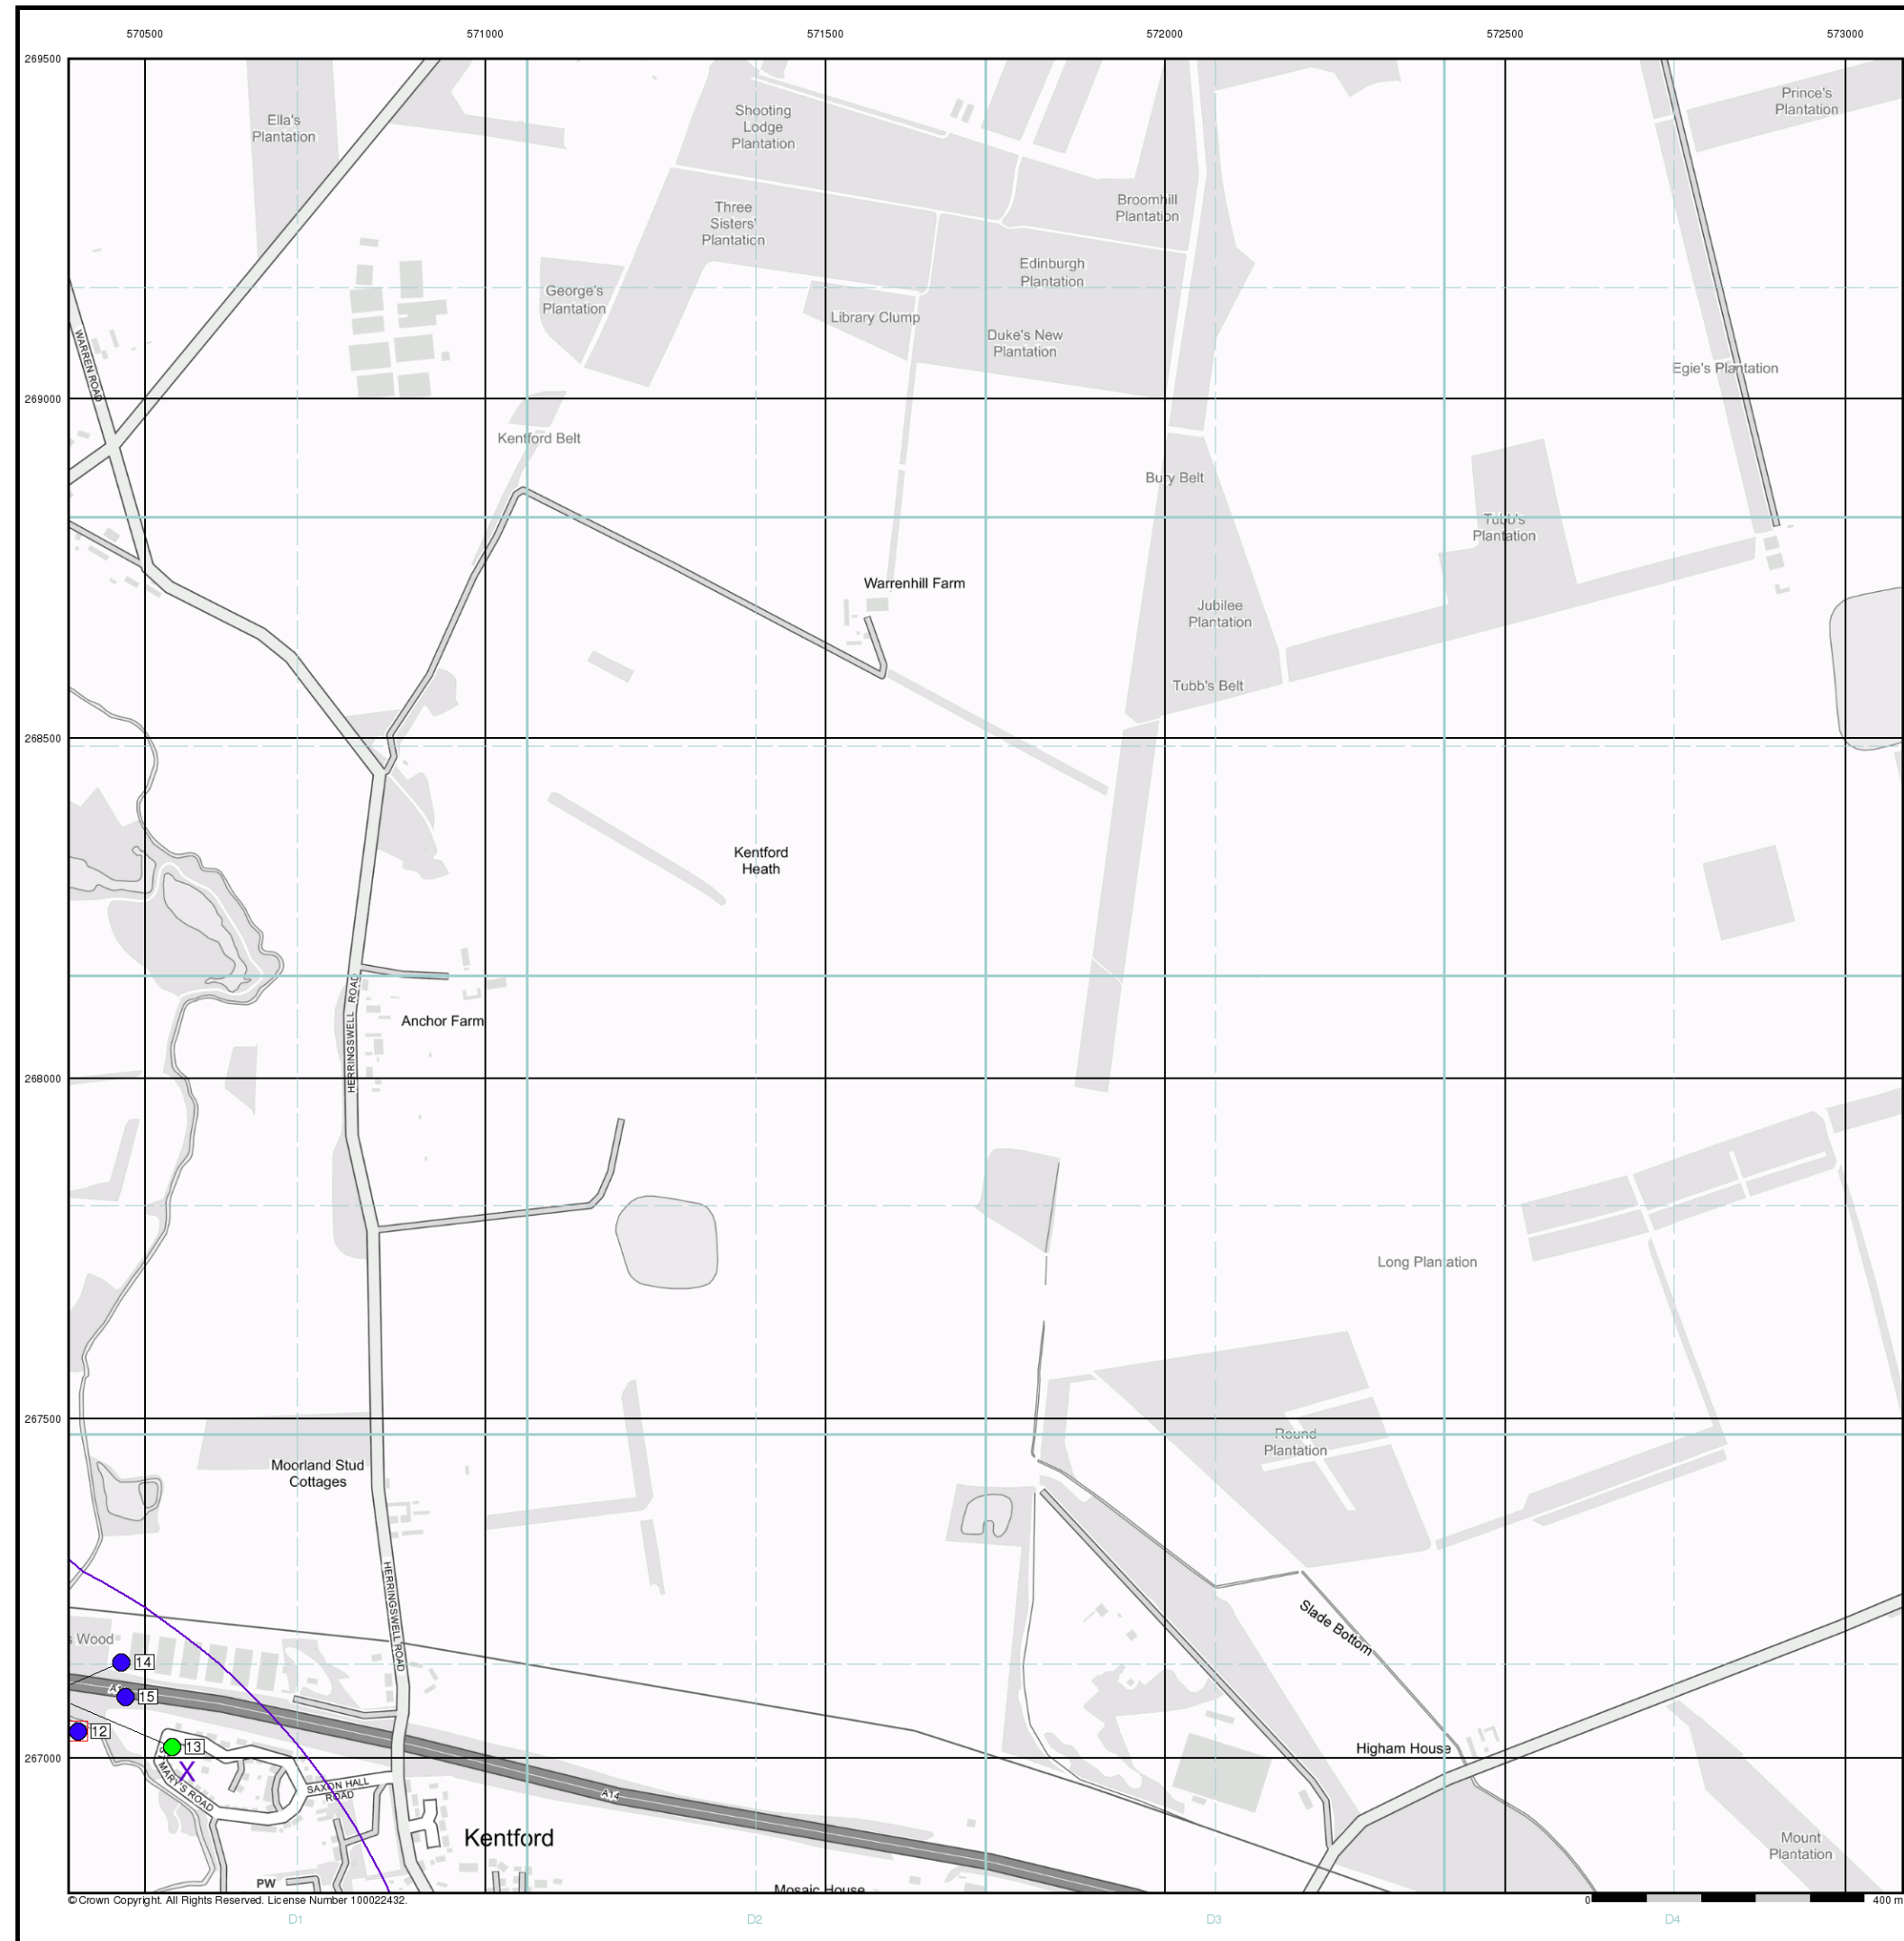 570500 571000 571500 572000 572500 573000
269500
Ella's
Plantation
Shooting
Lodge
Plantation
Prince's
Plantation
Three
Sisters'
Plantation
Broomhill
Plantation
Edinburgh
Plantation
George's
Plantation
Library Clump
Duke's New
Plantation
WARREN ROAD
Egie's Plantation
269000
Kentford Belt
Bury Belt
Tubb's
Plantation
Warrenhill Farm
Jubilee
Plantation
Tubb's Belt
268500
Kentford
Heath
HERRINGSWELL ROAD
Anchor Farm
268000
Long Plantation
267500
Round
Plantation
Moorland Stud
Cottages
HERRINGSWELL ROAD
Slade Bottom
s Wood
14
15
12
13
X
267000
Higham House
ST MARY'S ROAD
SAXON HALL
ROAD
A14
Kentford
Mount
Plantation
PW
Mosaic House
© Crown Copyright. All Rights Reserved. License Number 100022432.
0 400 m
D1 D2 D3 D4